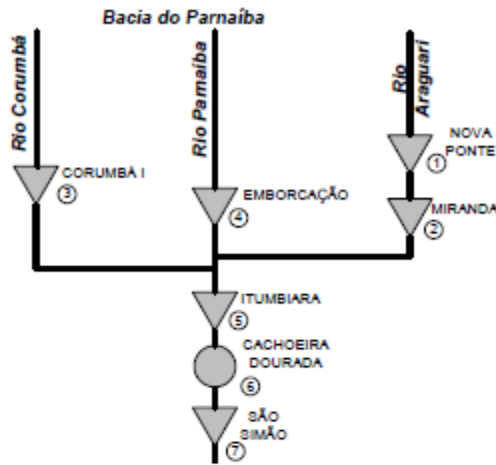 Bacia do Parnaíba
Rio Corumbá
Rio Parnaíba
Rio
Araguari
NOVA
PONTE
1
CORUMBÁ I
3
EMBORCAÇÃO
4
MIRANDA
2
ITUMBIARA
5
CACHOEIRA
DOURADA
6
SÃO
SIMÃO
7